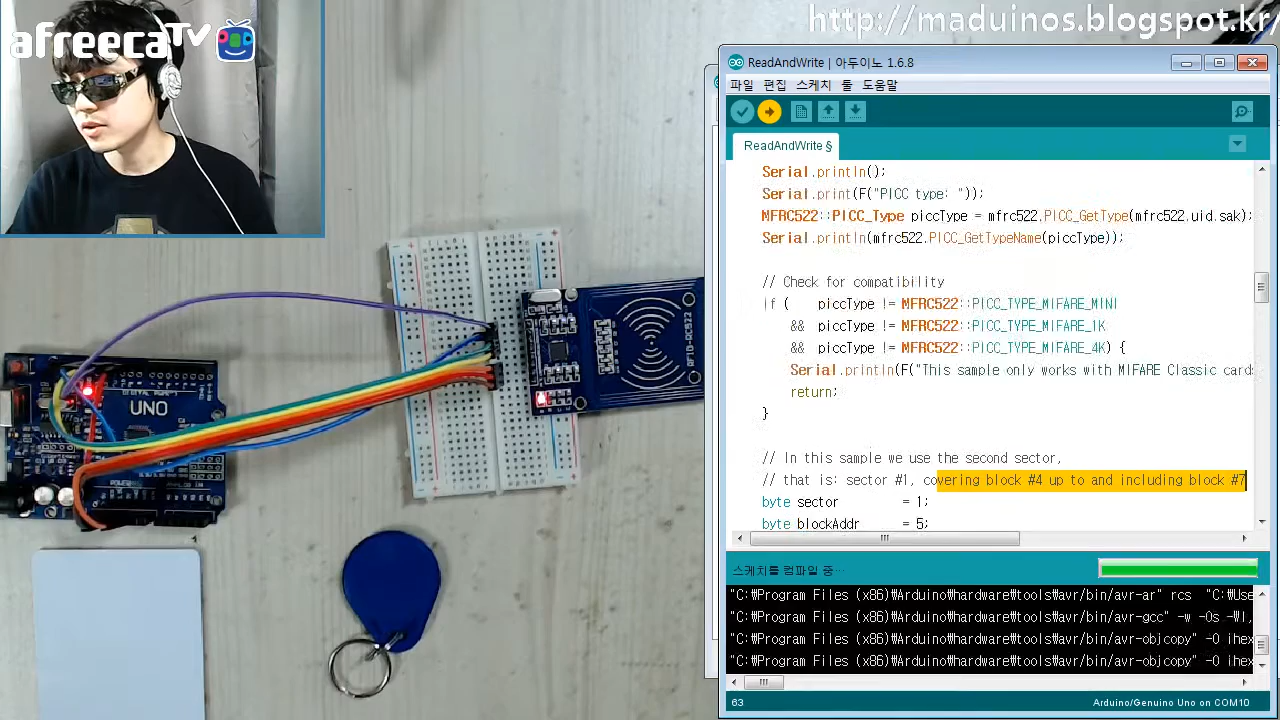 http://maduinos.blogspot.kr/
afreecaTV
ReadAndWrite | 아두이노 1.6.8
파일 편집 스케치 툴 도움말
ReadAndWrite §
Serial.println();
Serial.print(F("PICC type: "));
MFRC522::PICC_Type piccType = mfrc522.PICC_GetType(mfrc522.uid.sak);
Serial.println(mfrc522.PICC_GetTypeName(piccType));
// Check for compatibility
if ( piccType != MFRC522::PICC_TYPE_MIFARE_MINI
&& piccType != MFRC522::PICC_TYPE_MIFARE_1K
&& piccType != MFRC522::PICC_TYPE_MIFARE_4K) {
Serial.println(F("This sample only works with MIFARE Classic card
return;
}
// In this sample we use the second sector,
// that is: sector #1, covering block #4 up to and including block #7
byte sector = 1;
byte blockAddr = 5;
스케치를 컴파일 중…
"C:₩Program Files (x86)₩Arduino₩hardware₩tools₩avr/bin/avr-ar" rcs "C:₩Use
"C:₩Program Files (x86)₩Arduino₩hardware₩tools₩avr/bin/avr-gcc" -w -Os -Wl,
"C:₩Program Files (x86)₩Arduino₩hardware₩tools₩avr/bin/avr-objcopy" -O ihex
"C:₩Program Files (x86)₩Arduino₩hardware₩tools₩avr/bin/avr-objcopy" -O ihex
63
Arduino/Genuino Uno on COM10
UNO
RFID-RC522